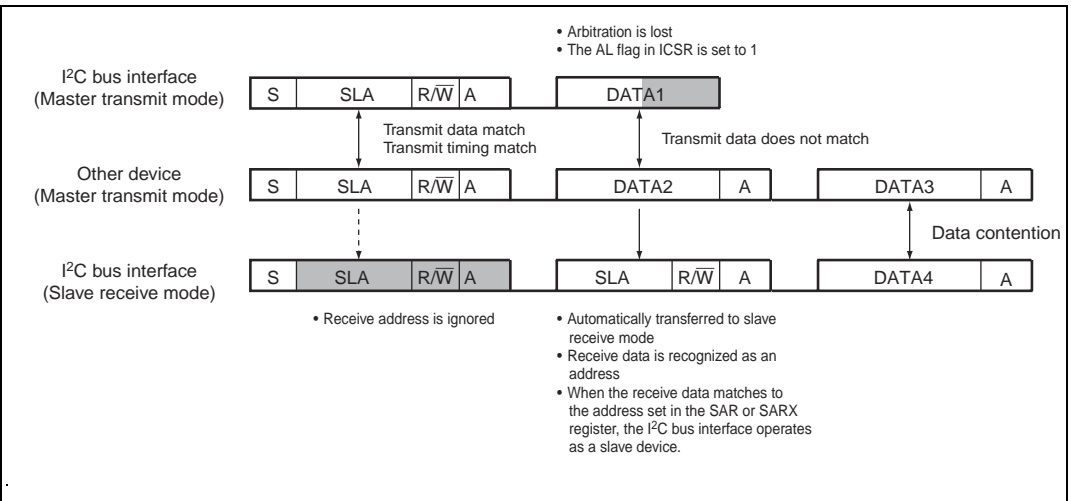 • Arbitration is lost
• The AL flag in ICSR is set to 1
I2C bus interface
(Master transmit mode)
S SLA R/W̅ A DATA1
Transmit data match
Transmit timing match
Transmit data does not match
Other device
(Master transmit mode)
S SLA R/W̅ A DATA2 A DATA3 A
Data contention
I2C bus interface
(Slave receive mode)
S SLA R/W̅ A SLA R/W̅ A DATA4 A
• Receive address is ignored
• Automatically transferred to slave
receive mode
• Receive data is recognized as an
address
• When the receive data matches to
the address set in the SAR or SARX
register, the I2C bus interface operates
as a slave device.